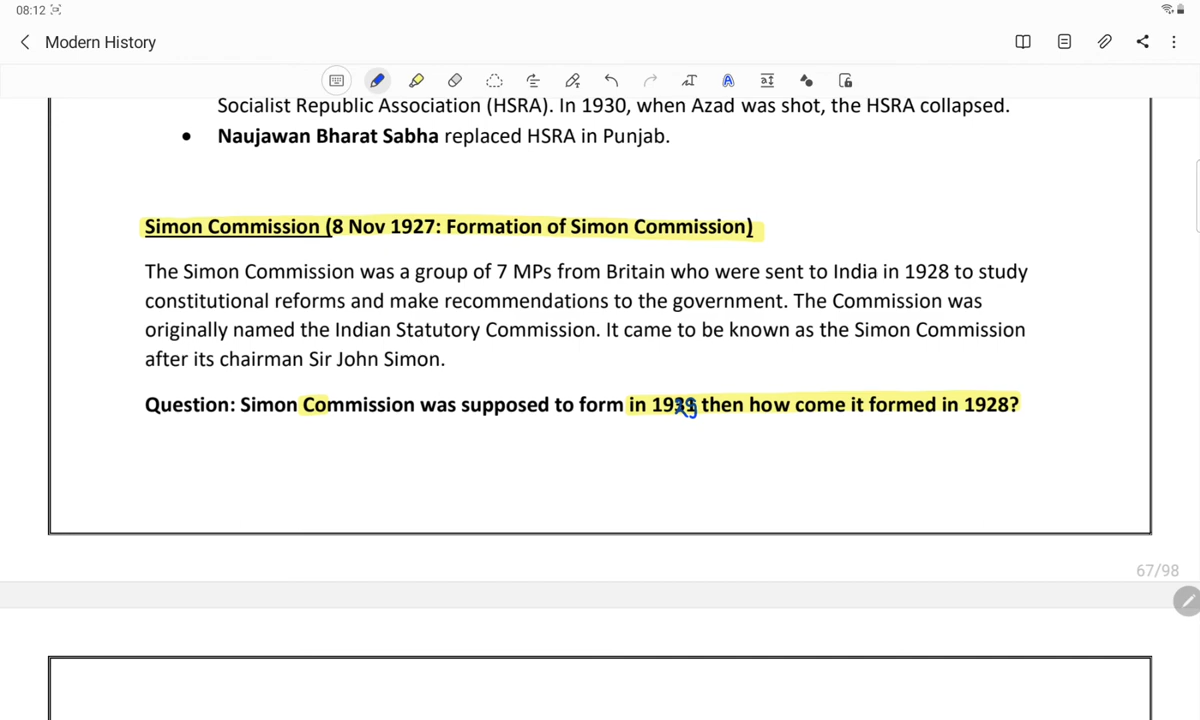 08:12
Modern History
Socialist Republic Association (HSRA). In 1930, when Azad was shot, the HSRA collapsed.
• Naujawan Bharat Sabha replaced HSRA in Punjab.
Simon Commission (8 Nov 1927: Formation of Simon Commission)
The Simon Commission was a group of 7 MPs from Britain who were sent to India in 1928 to study
constitutional reforms and make recommendations to the government. The Commission was
originally named the Indian Statutory Commission. It came to be known as the Simon Commission
after its chairman Sir John Simon.
Question: Simon Commission was supposed to form in then how come it formed in 1928?
67/98